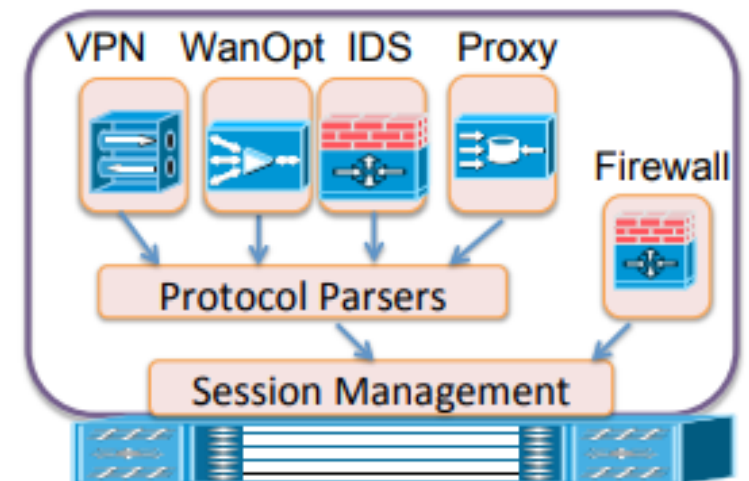 VPN WanOpt IDS Proxy
Firewall
Protocol Parsers
Session Management